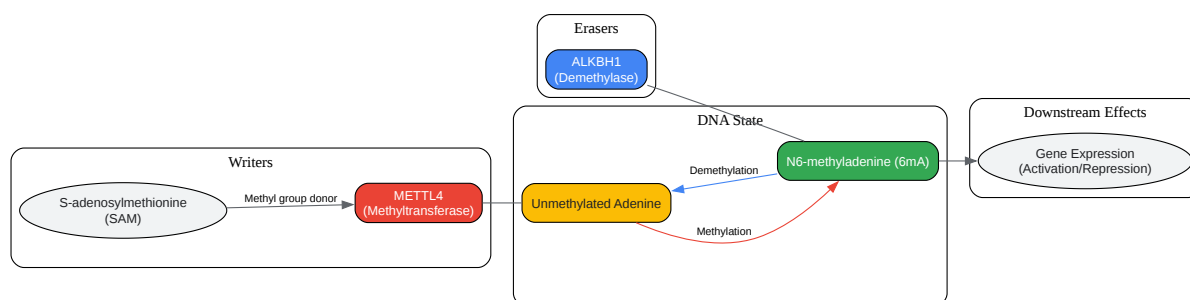 Erasers
ALKBH1
(Demethylase)
DNA State
Downstream Effects
Writers
N6-methyladenine (6mA)
Gene Expression
(Activation/Repression)
Demethylation
S-adenosylmethionine
(SAM)
Methyl group donor
METTL4
(Methyltransferase)
Unmethylated Adenine
Methylation